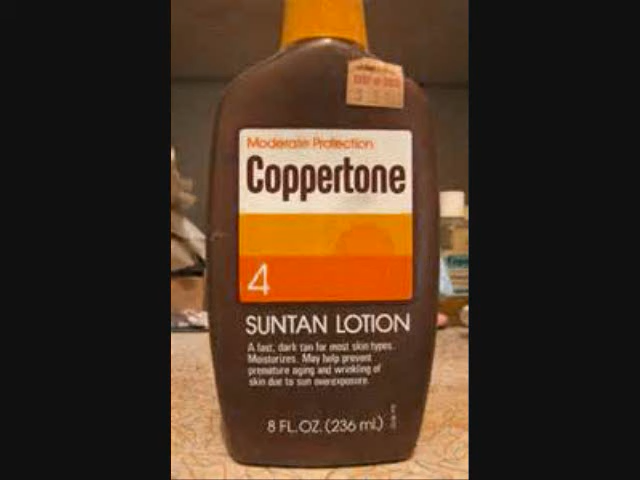 Moderate Protection
Coppertone
4
SUNTAN LOTION
A fast, dark tan for most skin types.
Moisturizes. May help prevent
premature aging and wrinkling of
skin due to sun overexposure.
8 FL. OZ. (236 ml.)